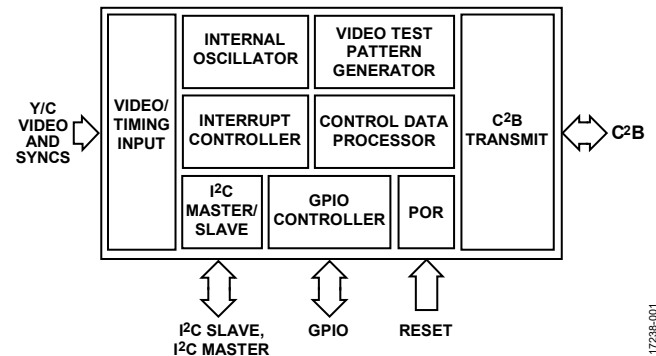 Y/C
VIDEO
AND
SYNCS
VIDEO/
TIMING
INPUT
INTERNAL
OSCILLATOR
VIDEO TEST
PATTERN
GENERATOR
INTERRUPT
CONTROLLER
CONTROL DATA
PROCESSOR
I²C
MASTER/
SLAVE
GPIO
CONTROLLER
POR
C²B
TRANSMIT
C²B
I²C SLAVE,
I²C MASTER
GPIO
RESET
17238-001